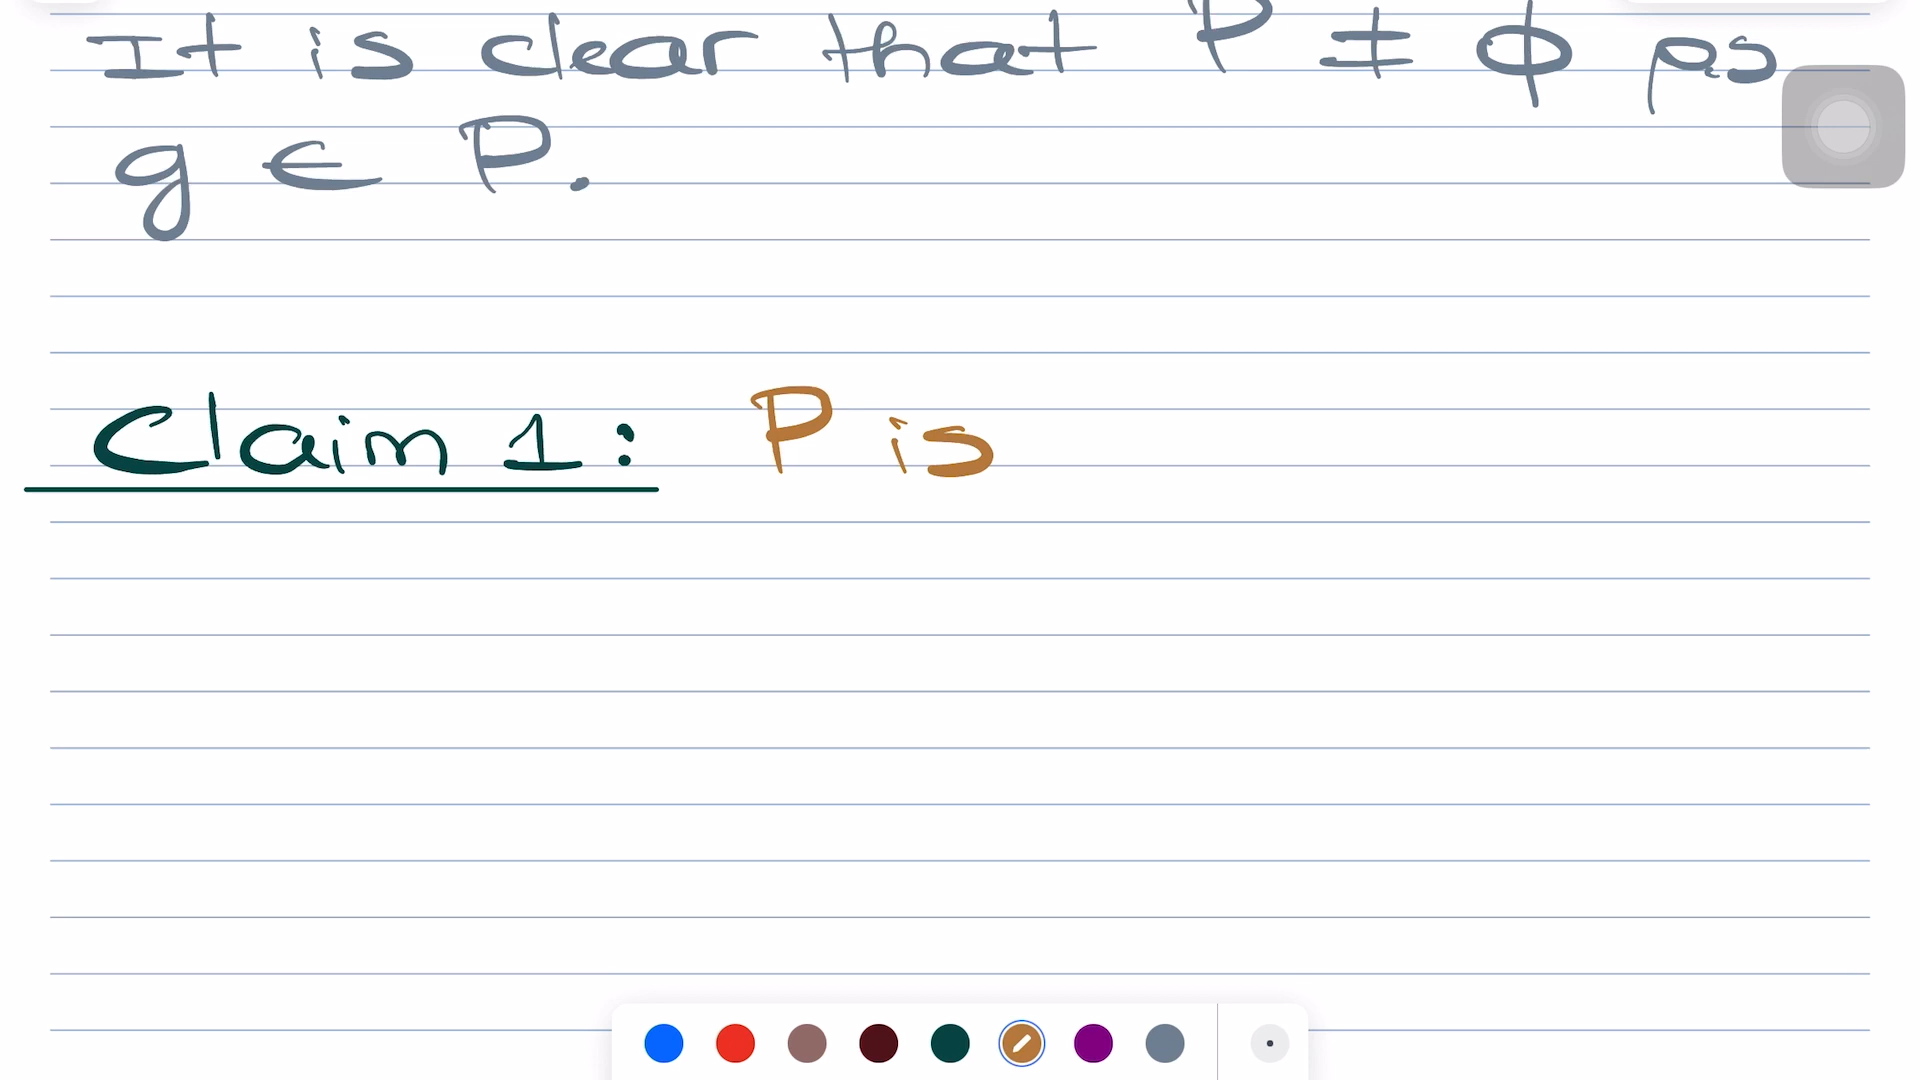 It is clear that P ≠ ϕ as
g ∈ P.
Claim 1: P is